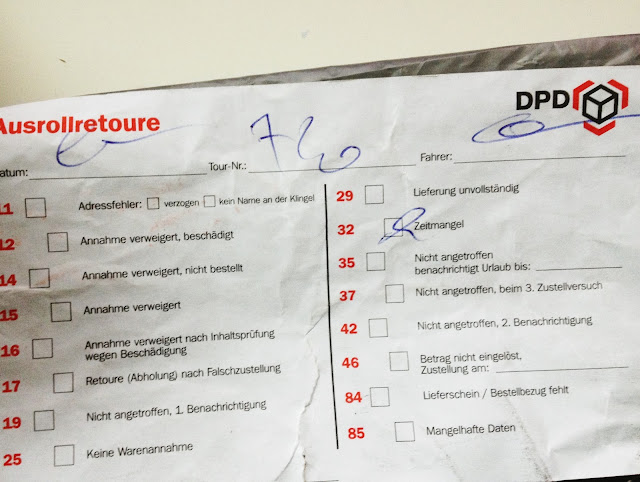 DPD
Ausrollretoure
Datum: Tour-Nr.: Fahrer:
11 Adressfehler: verzogen kein Name an der Klingel
12 Annahme verweigert, beschädigt
14 Annahme verweigert, nicht bestellt
15 Annahme verweigert
16 Annahme verweigert nach Inhaltsprüfung
wegen Beschädigung
17 Retoure (Abholung) nach Falschzustellung
19 Nicht angetroffen, 1. Benachrichtigung
25 Keine Warenannahme
29 Lieferung unvollständig
32 Zeitmangel
35 Nicht angetroffen
benachrichtigt Urlaub bis:
37 Nicht angetroffen, beim 3. Zustellversuch
42 Nicht angetroffen, 2. Benachrichtigung
46 Betrag nicht eingelöst,
Zustellung am:
84 Lieferschein / Bestellbezug fehlt
85 Mangelhafte Daten